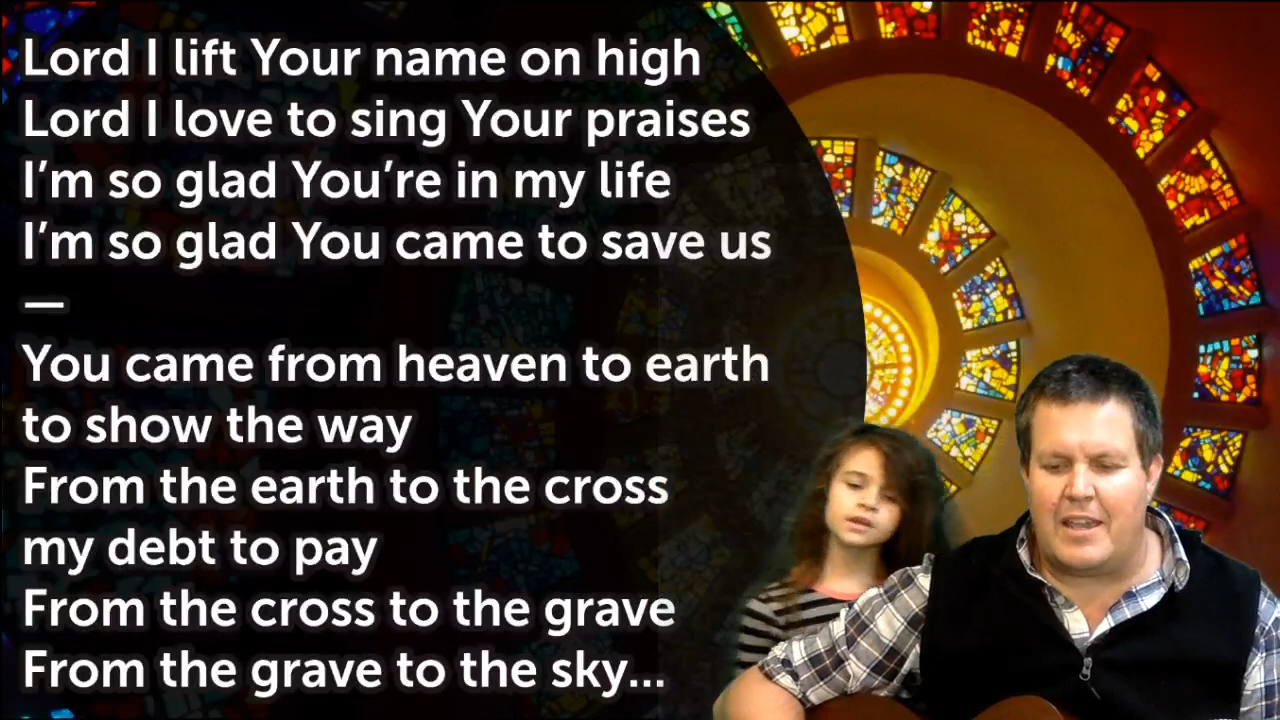 Lord I lift Your name on high
Lord I love to sing Your praises
I’m so glad You’re in my life
I’m so glad You came to save us
—
You came from heaven to earth
to show the way
From the earth to the cross
my debt to pay
From the cross to the grave
From the grave to the sky...